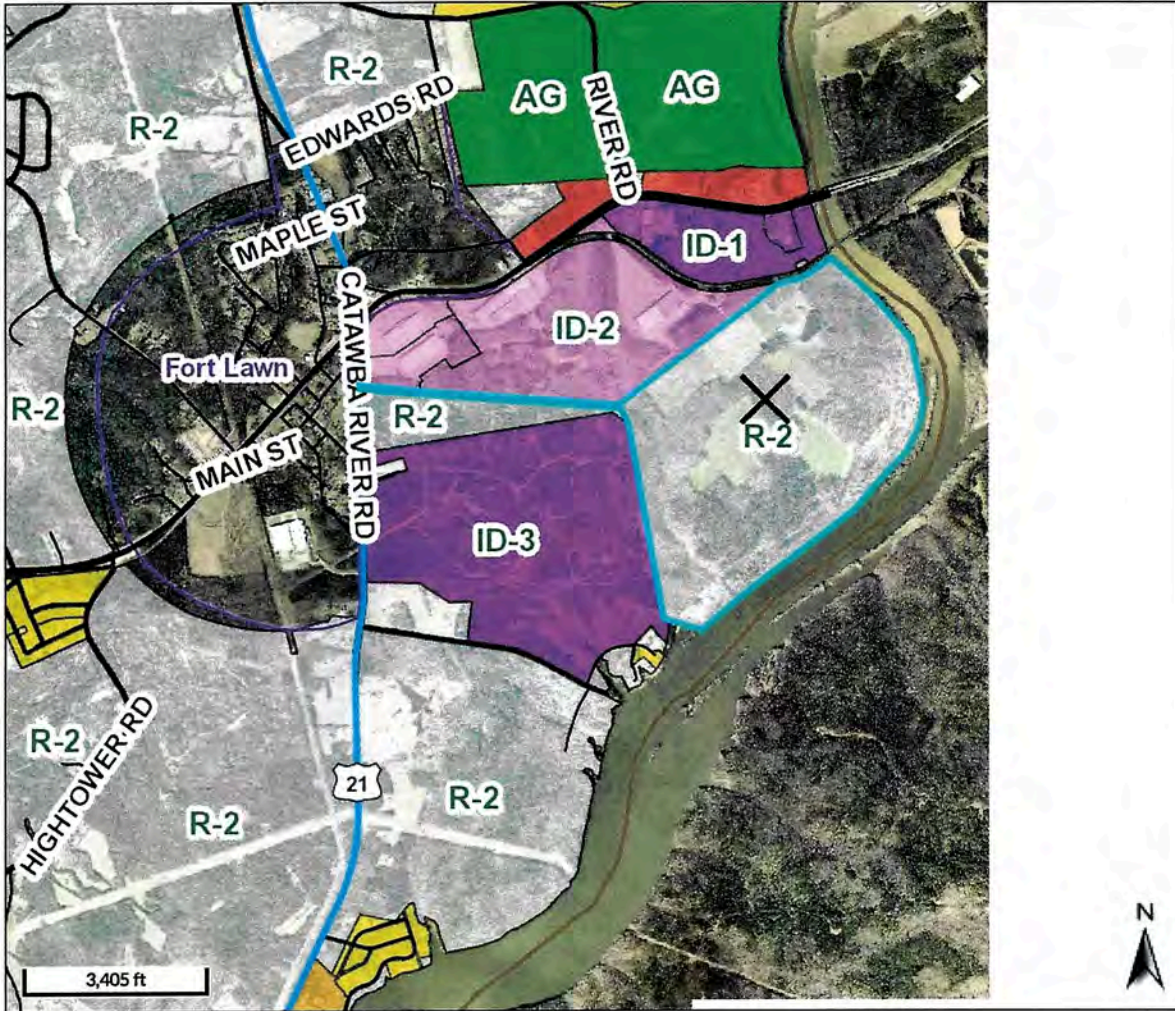 R-2
AG
AG
R-2
EDWARDS RD
RIVER RD
MAPLE ST
ID-1
CATAWBA RIVER RD
ID-2
Fort Lawn
R-2
R-2
R-2
MAIN ST
ID-3
R-2
HIGHTOWER RD
21
R-2
R-2
3,405 ft
N